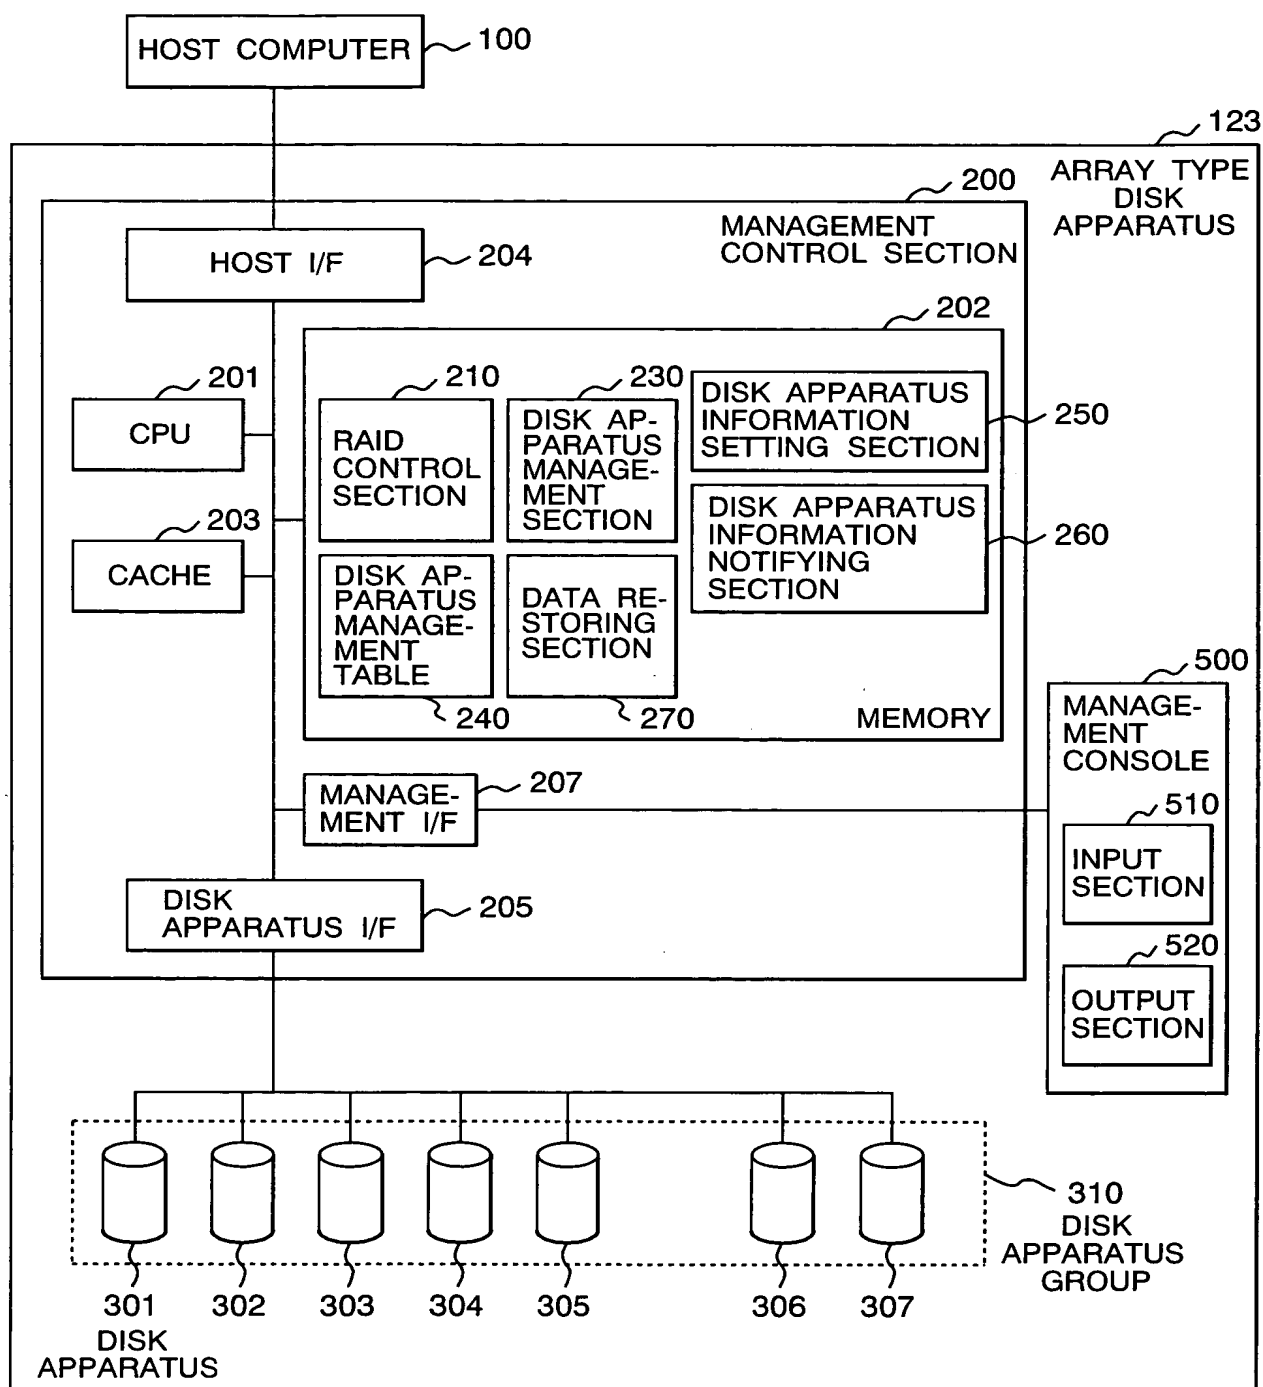 HOST COMPUTER
100
123
ARRAY TYPE
DISK
APPARATUS
200
MANAGEMENT
CONTROL SECTION
HOST I/F
204
202
201
CPU
203
CACHE
210
RAID
CONTROL
SECTION
230
DISK AP-
PARATUS
MANAGE-
MENT
SECTION
DISK APPARATUS
INFORMATION
SETTING SECTION
250
DISK APPARATUS
INFORMATION
NOTIFYING
SECTION
260
DISK AP-
PARATUS
MANAGE-
MENT
TABLE
240
DATA RE-
STORING
SECTION
270
MEMORY
MANAGE-
MENT I/F
207
500
MANAGE-
MENT
CONSOLE
510
INPUT
SECTION
520
OUTPUT
SECTION
DISK
APPARATUS I/F
205
310
DISK
APPARATUS
GROUP
301
302
303
304
305
306
307
DISK
APPARATUS